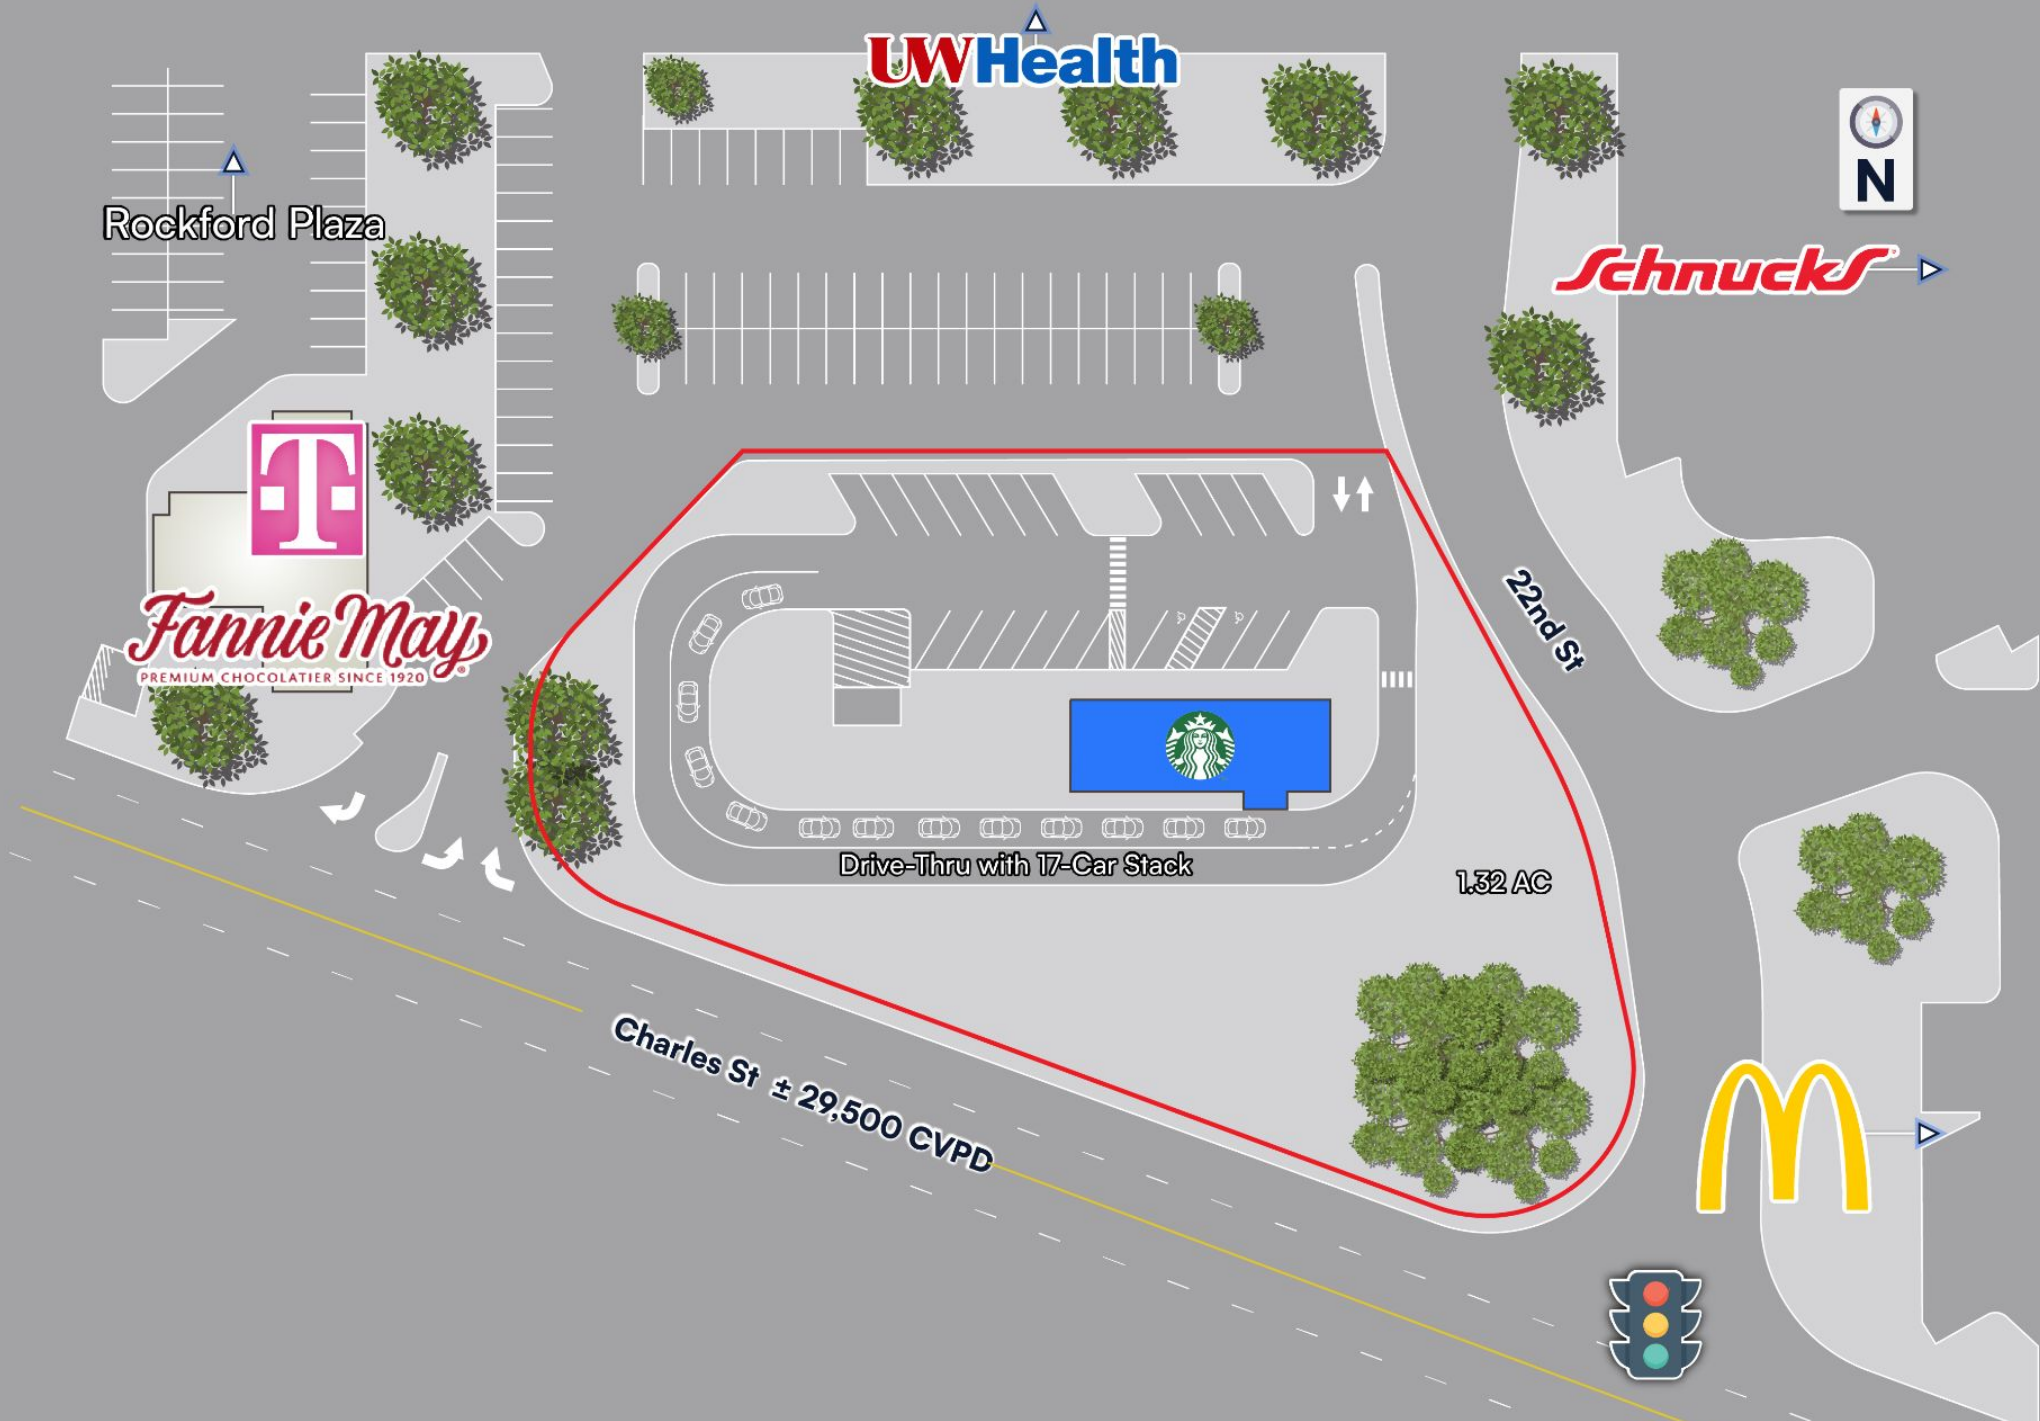 UWHealth
N
Rockford Plaza
Schnucks
T
Fannie May
PREMIUM CHOCOLATIER SINCE 1920
22nd St
Drive-Thru with 17-Car Stack
1.32 AC
Charles St ± 29,500 CVPD